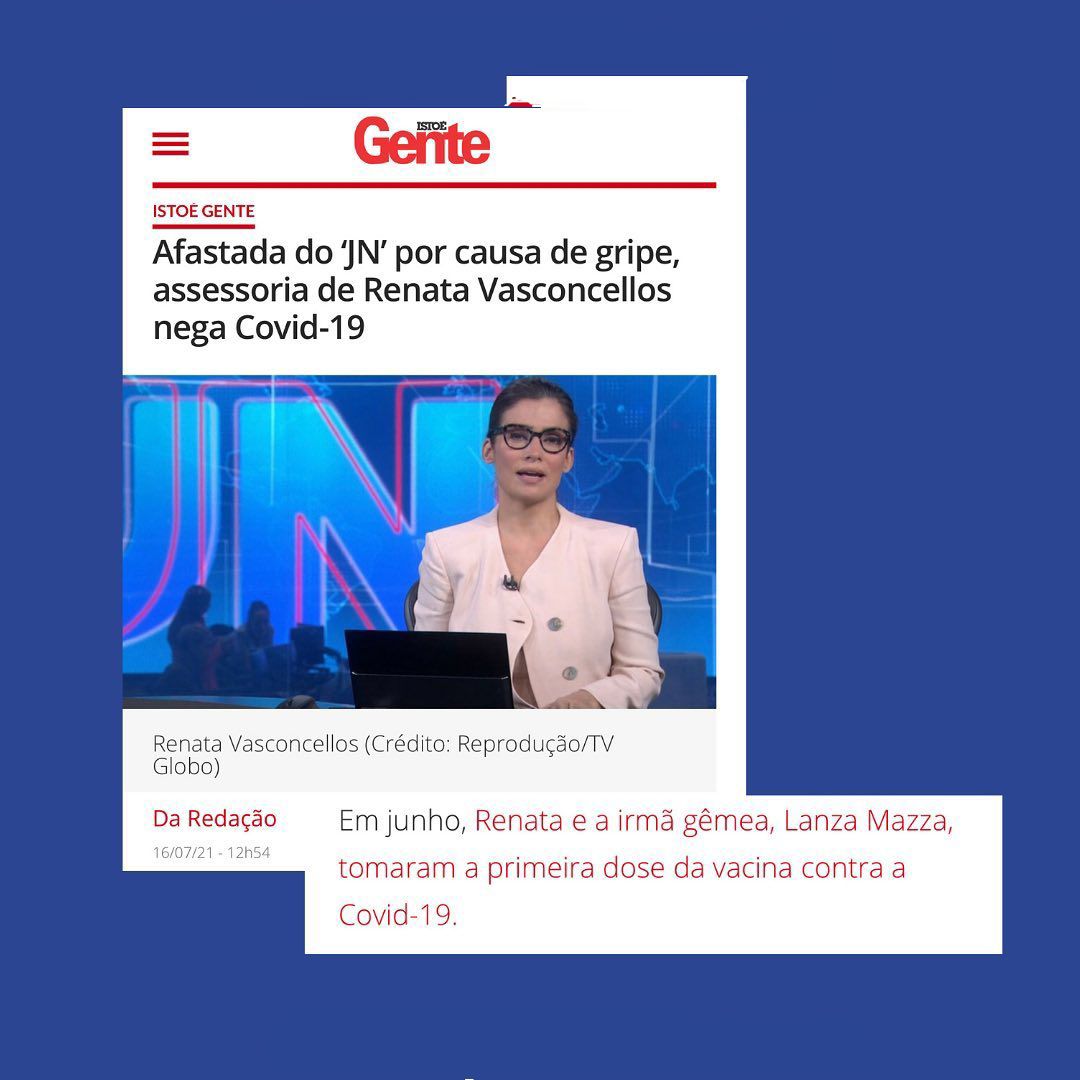 ISTOÉ
Gente
ISTOÉ GENTE
Afastada do ‘JN’ por causa de gripe,
assessoria de Renata Vasconcellos
nega Covid-19
JN
Renata Vasconcellos (Crédito: Reprodução/TV
Globo)
Da Redação
16/07/21 - 12h54
Em junho, Renata e a irmã gêmea, Lanza Mazza,
tomaram a primeira dose da vacina contra a
Covid-19.